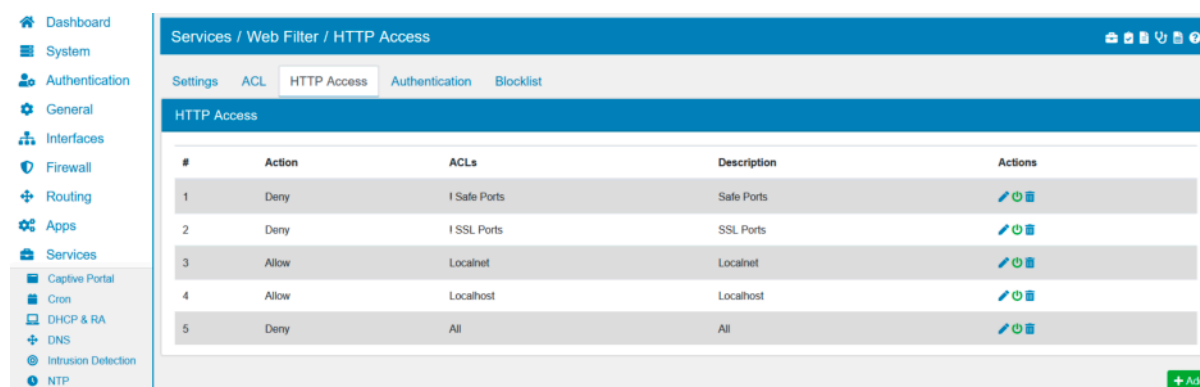 Dashboard
System
Authentication
General
Interfaces
Firewall
Routing
Apps
Services
Captive Portal
Cron
DHCP & RA
DNS
Intrusion Detection
NTP
Services / Web Filter / HTTP Access
Settings ACL HTTP Access Authentication Blocklist
HTTP Access
# Action ACLs Description Actions
1 Deny ! Safe Ports Safe Ports
2 Deny ! SSL Ports SSL Ports
3 Allow Localnet Localnet
4 Allow Localhost Localhost
5 Deny All All